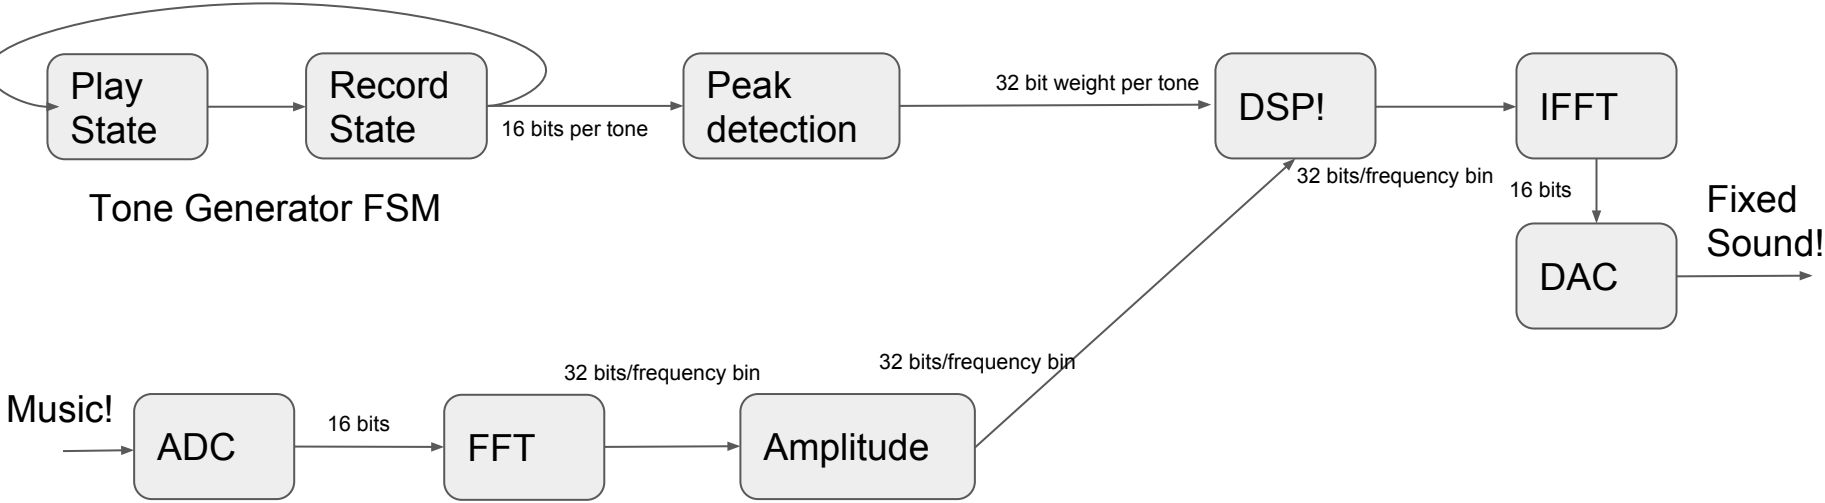 Play
State
Record
State
16 bits per tone
Peak
detection
32 bit weight per tone
DSP!
IFFT
32 bits/frequency bin
16 bits
Tone Generator FSM
Fixed
Sound!
DAC
Music!
ADC
16 bits
FFT
32 bits/frequency bin
Amplitude
32 bits/frequency bin